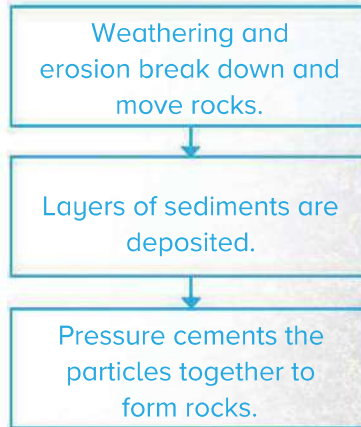 Weathering and
erosion break down and
move rocks.
Layers of sediments are
deposited.
Pressure cements the
particles together to
form rocks.